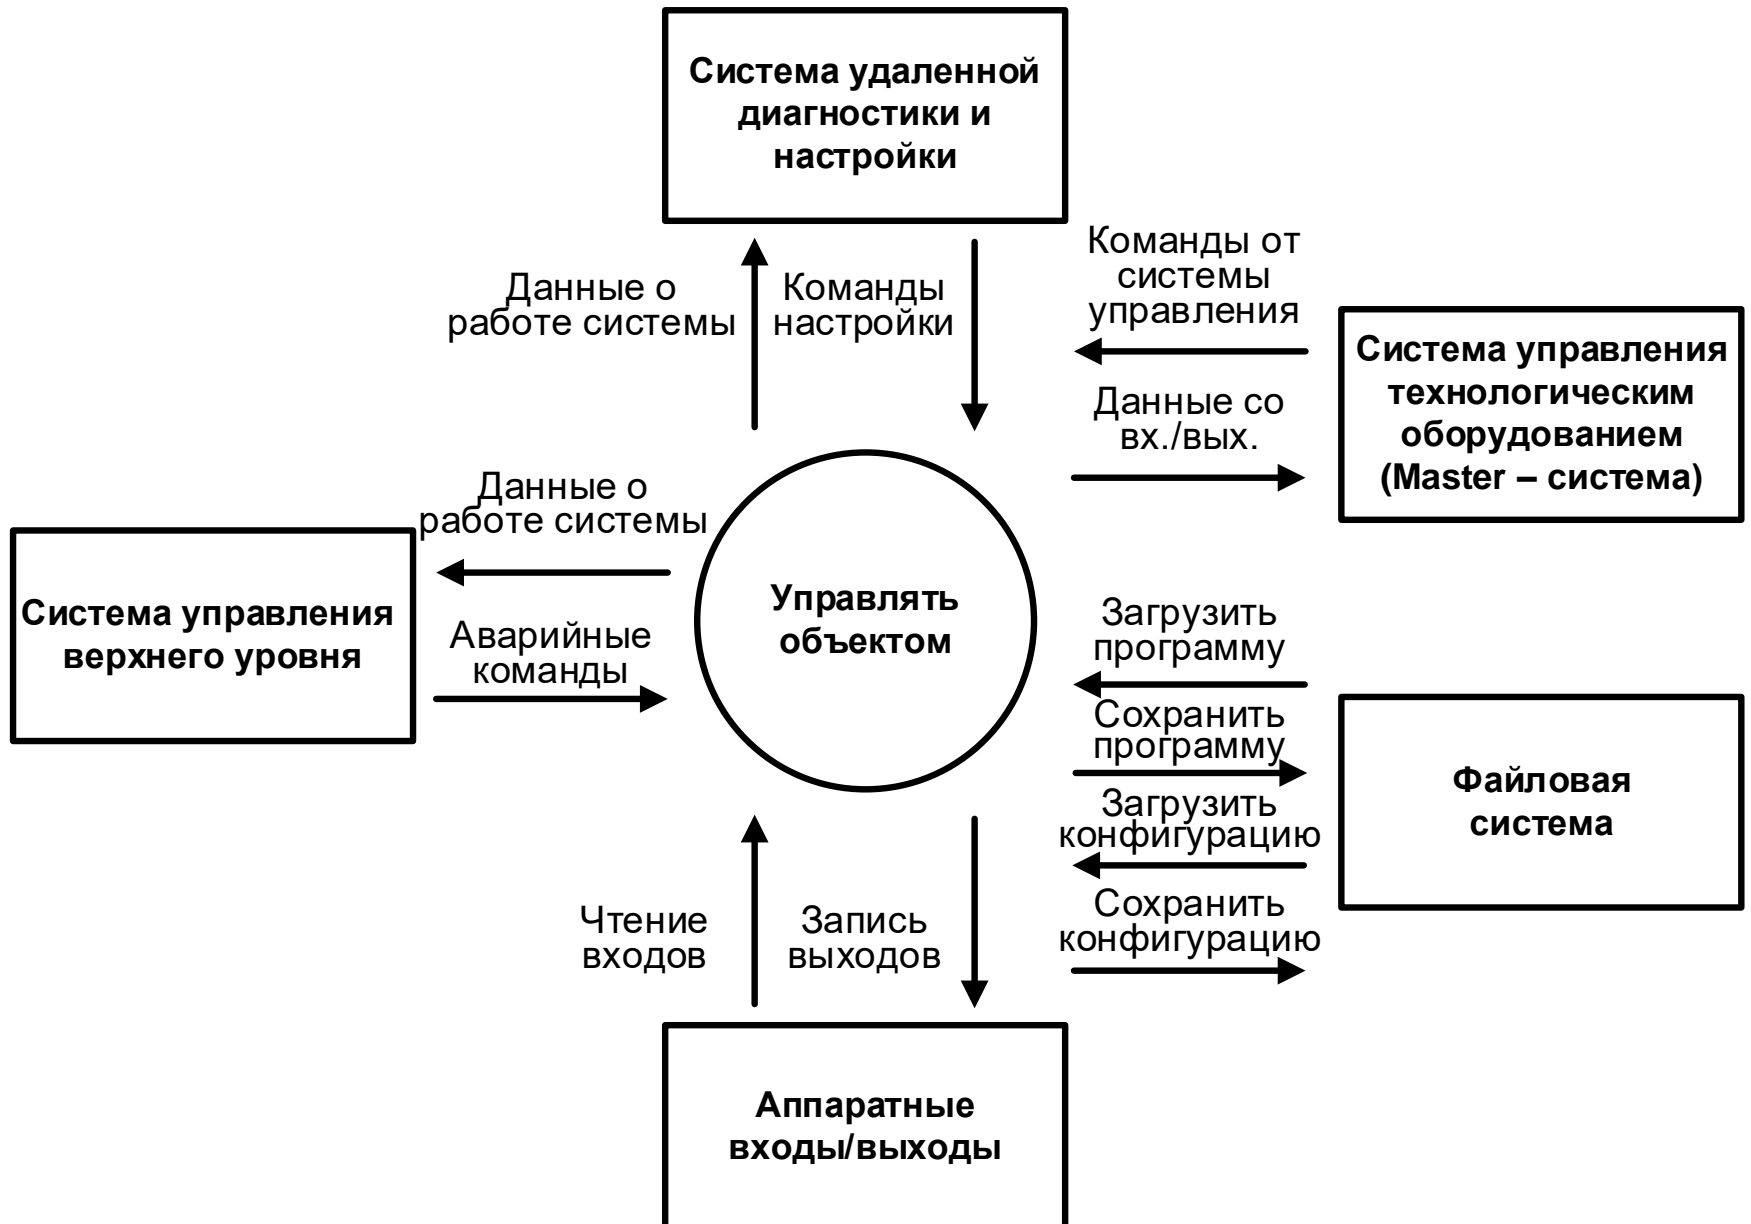 Система удаленной
диагностики и
настройки
Данные о
работе системы
Команды
настройки
Команды от
системы
управления
Данные со
вх./вых.
Система управления
технологическим
оборудованием
(Master – система)
Данные о
работе системы
Аварийные
команды
Система управления
верхнего уровня
Управлять
объектом
Загрузить
программу
Сохранить
программу
Загрузить
конфигурацию
Сохранить
конфигурацию
Файловая
система
Чтение
входов
Запись
выходов
Аппаратные
входы/выходы